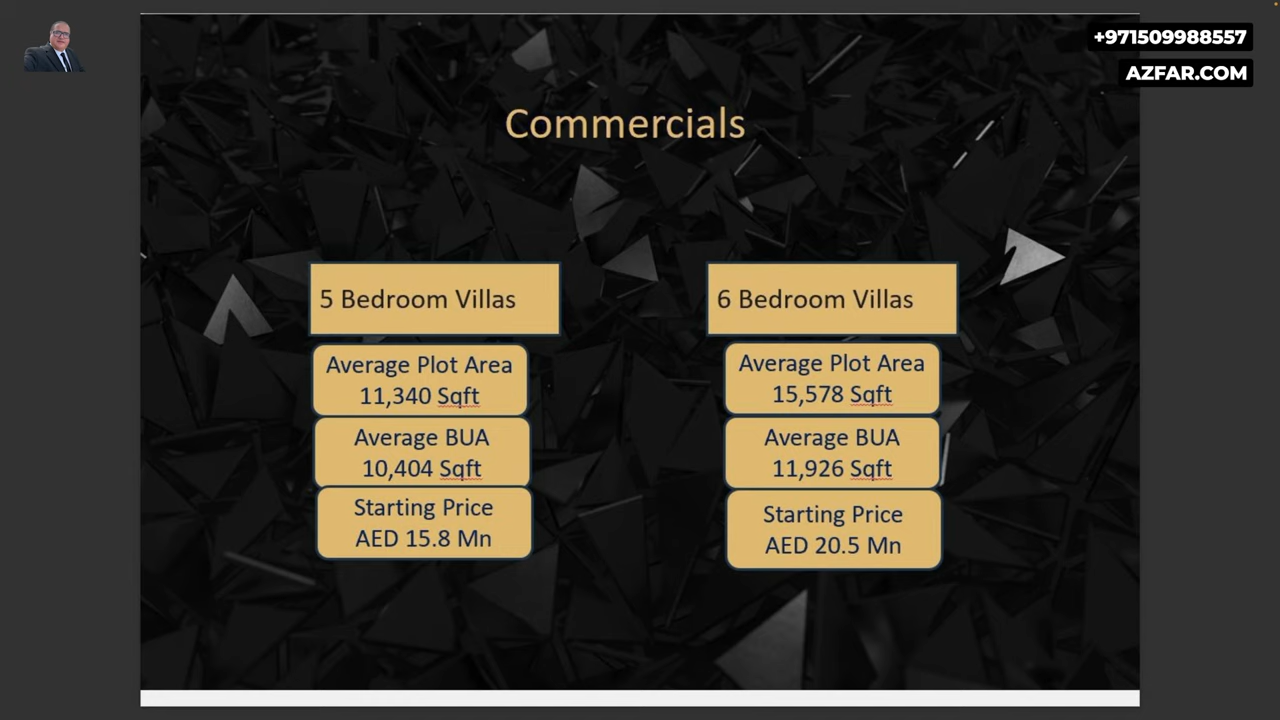 +971509988557
AZFAR.COM
Commercials
5 Bedroom Villas
Average Plot Area
11,340 Sqft
Average BUA
10,404 Sqft
Starting Price
AED 15.8 Mn
6 Bedroom Villas
Average Plot Area
15,578 Sqft
Average BUA
11,926 Sqft
Starting Price
AED 20.5 Mn